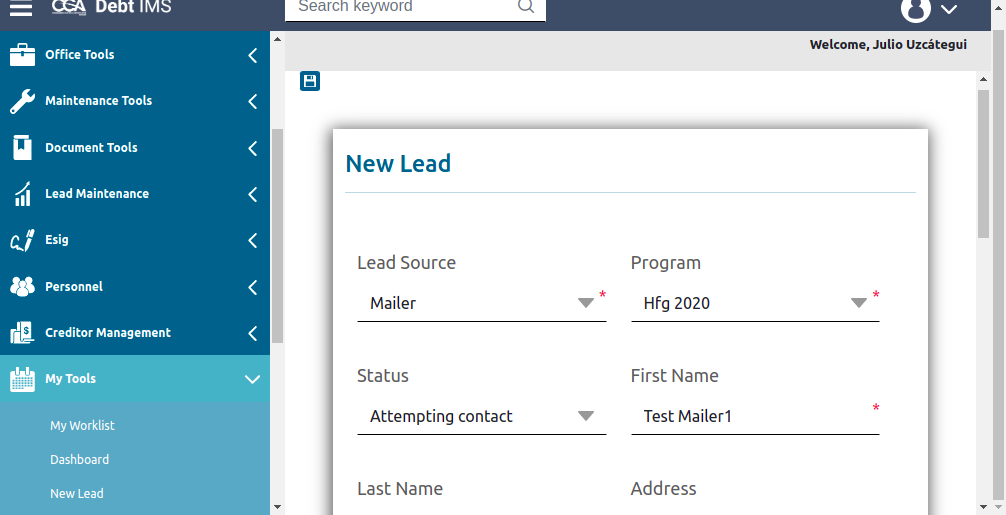 Debt IMS
Search keyword
Welcome, Julio Uzcátegui
Office Tools
Maintenance Tools
Document Tools
Lead Maintenance
Esig
Personnel
Creditor Management
My Tools
My Worklist
Dashboard
New Lead
New Lead
Lead Source
Program
Mailer *
Hfg 2020 *
Status
First Name
Attempting contact
Test Mailer1 *
Last Name
Address